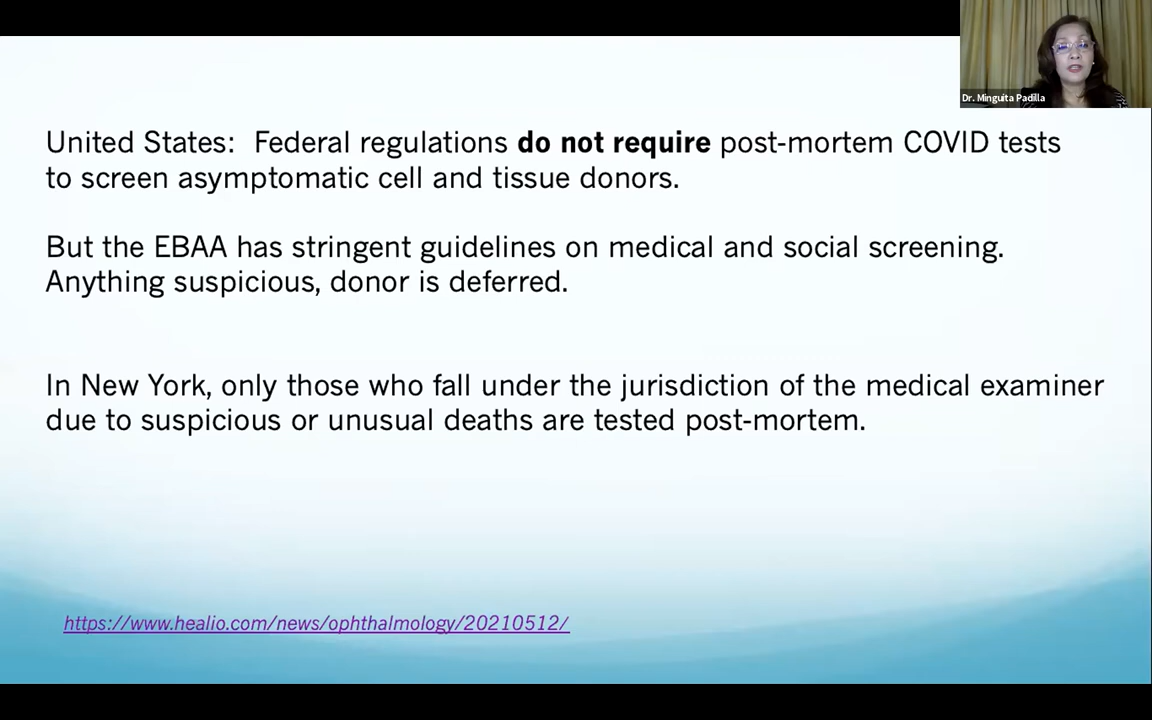 Dr. Minguita Padilla
United States:  Federal regulations do not require post-mortem COVID tests
to screen asymptomatic cell and tissue donors.
But the EBAA has stringent guidelines on medical and social screening.
Anything suspicious, donor is deferred.
In New York, only those who fall under the jurisdiction of the medical examiner
due to suspicious or unusual deaths are tested post-mortem.
https://www.healio.com/news/ophthalmology/20210512/